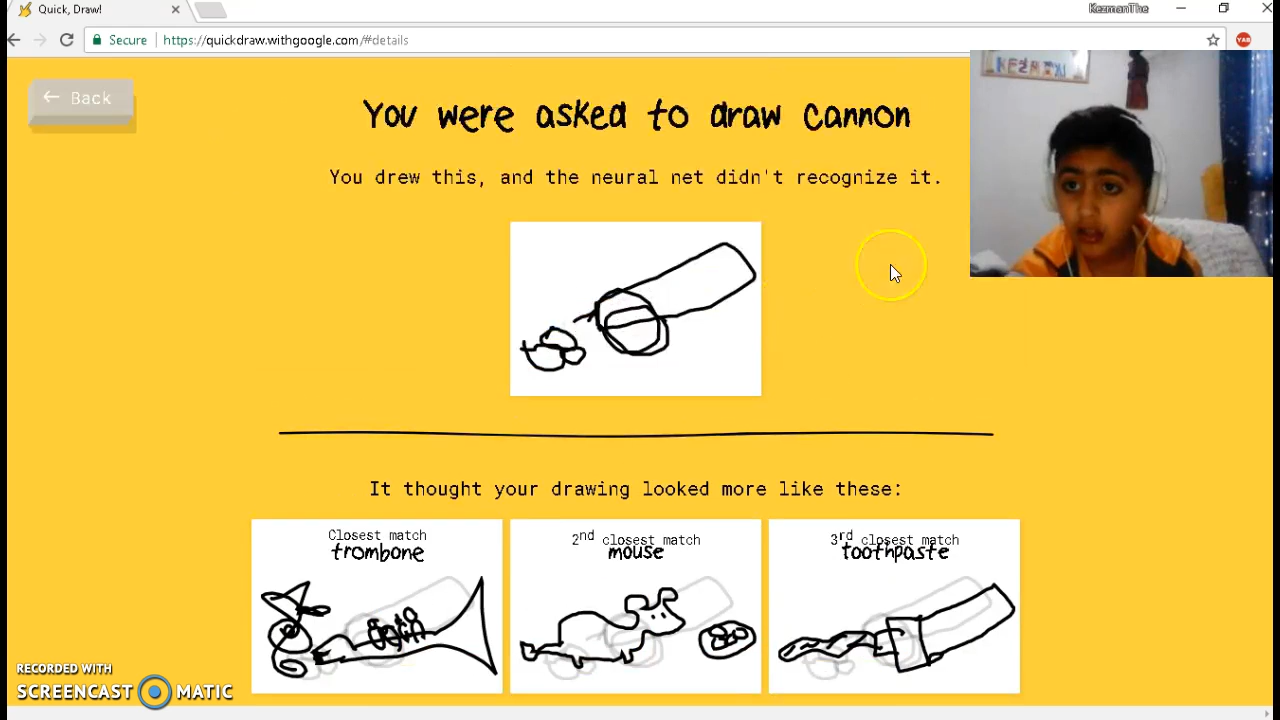 Quick, Draw!
KezmanThe
Secure
https://quickdraw.withgoogle.com/#details
YAB
← Back
You were asked to draw cannon
You drew this, and the neural net didn't recognize it.
It thought your drawing looked more like these:
Closest match
trombone
2nd closest match
mouse
3rd closest match
toothpaste
RECORDED WITH
SCREENCAST MATIC